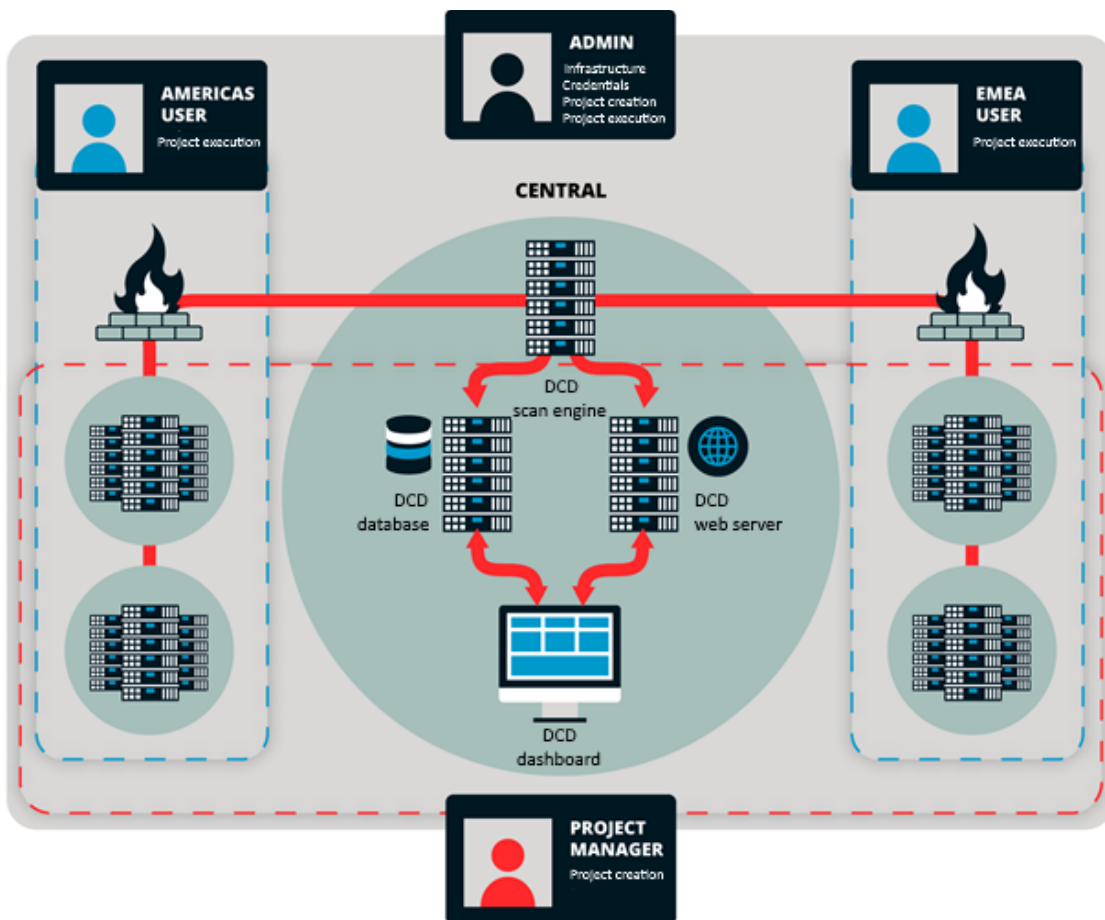 ADMIN
Infrastructure
Credentials
Project creation
Project execution
AMERICAS
USER
Project execution
EMEA
USER
Project execution
CENTRAL
DCD
scan engine
DCD
database
DCD
web server
DCD
dashboard
PROJECT
MANAGER
Project creation